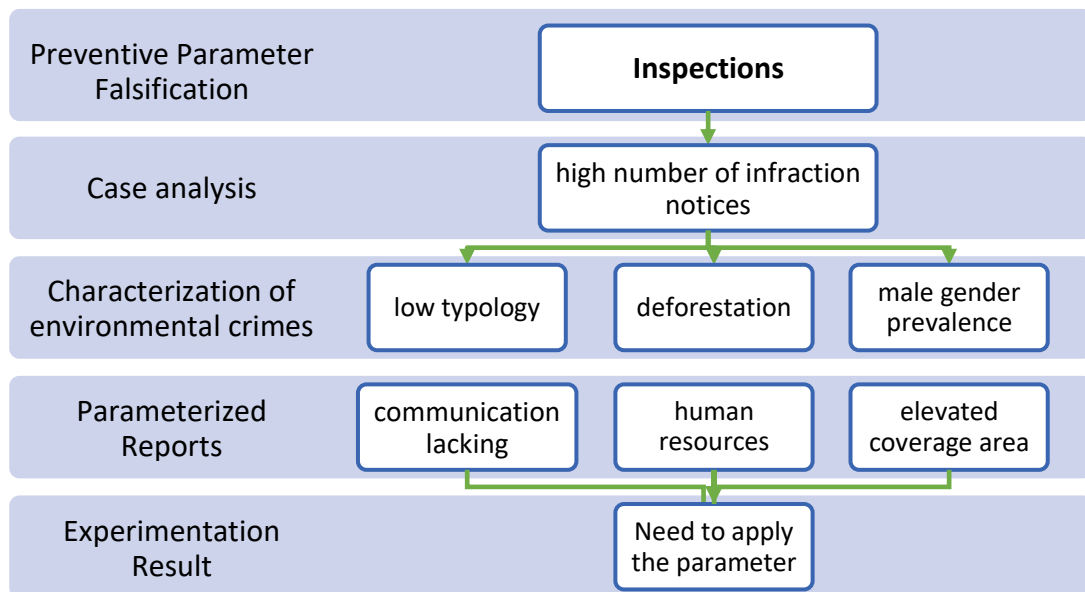 Preventive Parameter
Falsification
Inspections
Case analysis
high number of infraction
notices
Characterization of
environmental crimes
low typology
deforestation
male gender
prevalence
Parameterized
Reports
communication
lacking
human
resources
elevated
coverage area
Experimentation
Result
Need to apply
the parameter